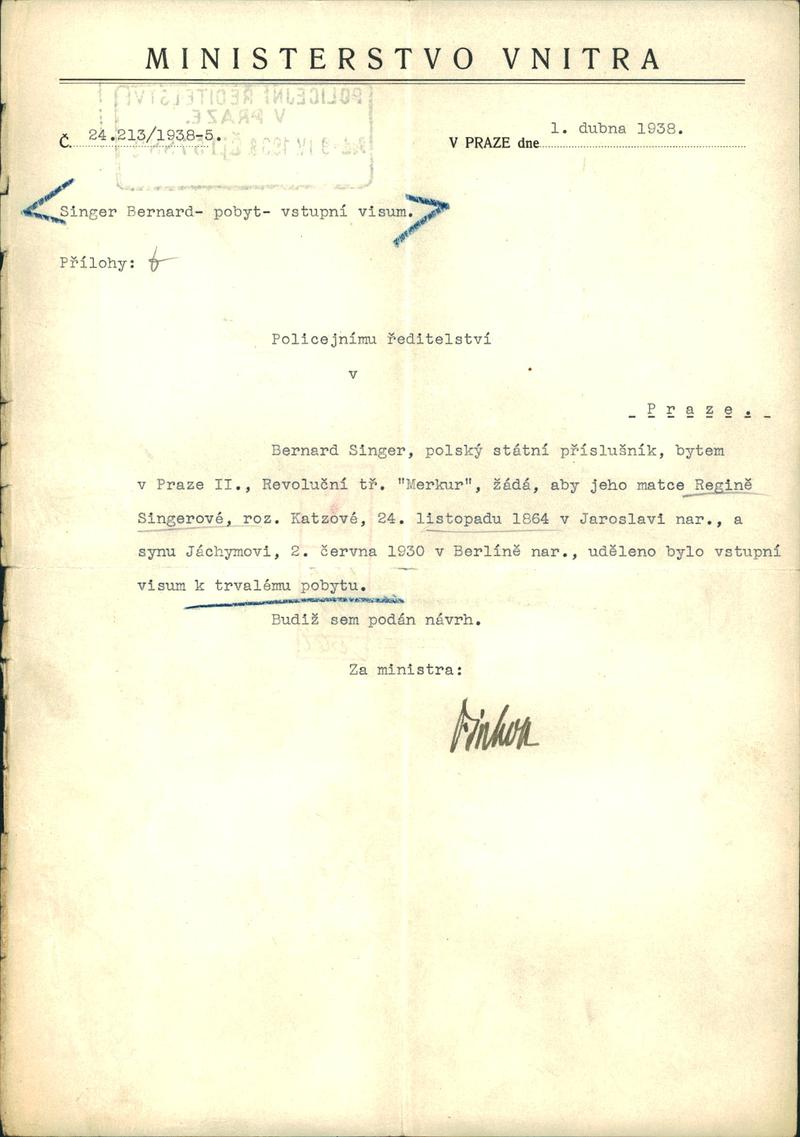 MINISTERSTVO VNITRA
POLICEJNÍ ŘEDITELSTVÍ
V PRAZE.
Č. 24.213/1938-5.
V PRAZE dne 1. dubna 1938.
Singer Bernard- pobyt- vstupní visum.
Přílohy:
Policejnímu ředitelství
v
P r a z e .
Bernard Singer, polský státní příslušník, bytem
v Praze II., Revoluční tř. "Merkur", žádá, aby jeho matce Regině
Singerové, roz. Katzové, 24. listopadu 1864 v Jaroslavi nar., a
synu Jáchymovi, 2. června 1930 v Berlíně nar., uděleno bylo vstupní
visum k trvalému pobytu.
Budiž sem podán návrh.
Za ministra: